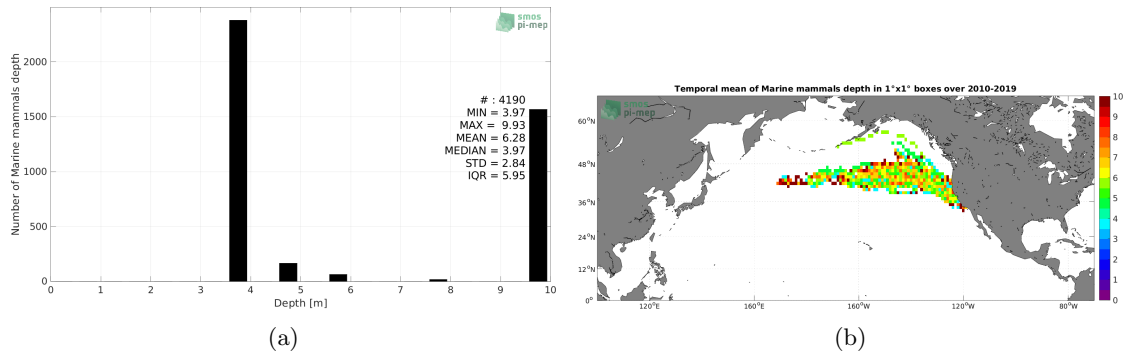 smos
pi-mep
Number of Marine mammals depth
2000
1500
1000
500
0
# : 4190
MIN = 3.97
MAX = 9.93
MEAN = 6.28
MEDIAN = 3.97
STD = 2.84
IQR = 5.95
0 1 2 3 4 5 6 7 8 9 10
Depth [m]
(a)
Temporal mean of Marine mammals depth in 1°x1° boxes over 2010-2019
smos
pi-mep
60°N
48°N
36°N
24°N
12°N
0°
120°E 160°E 160°W 120°W 80°W
10
9
8
7
6
5
4
3
2
1
0
(b)